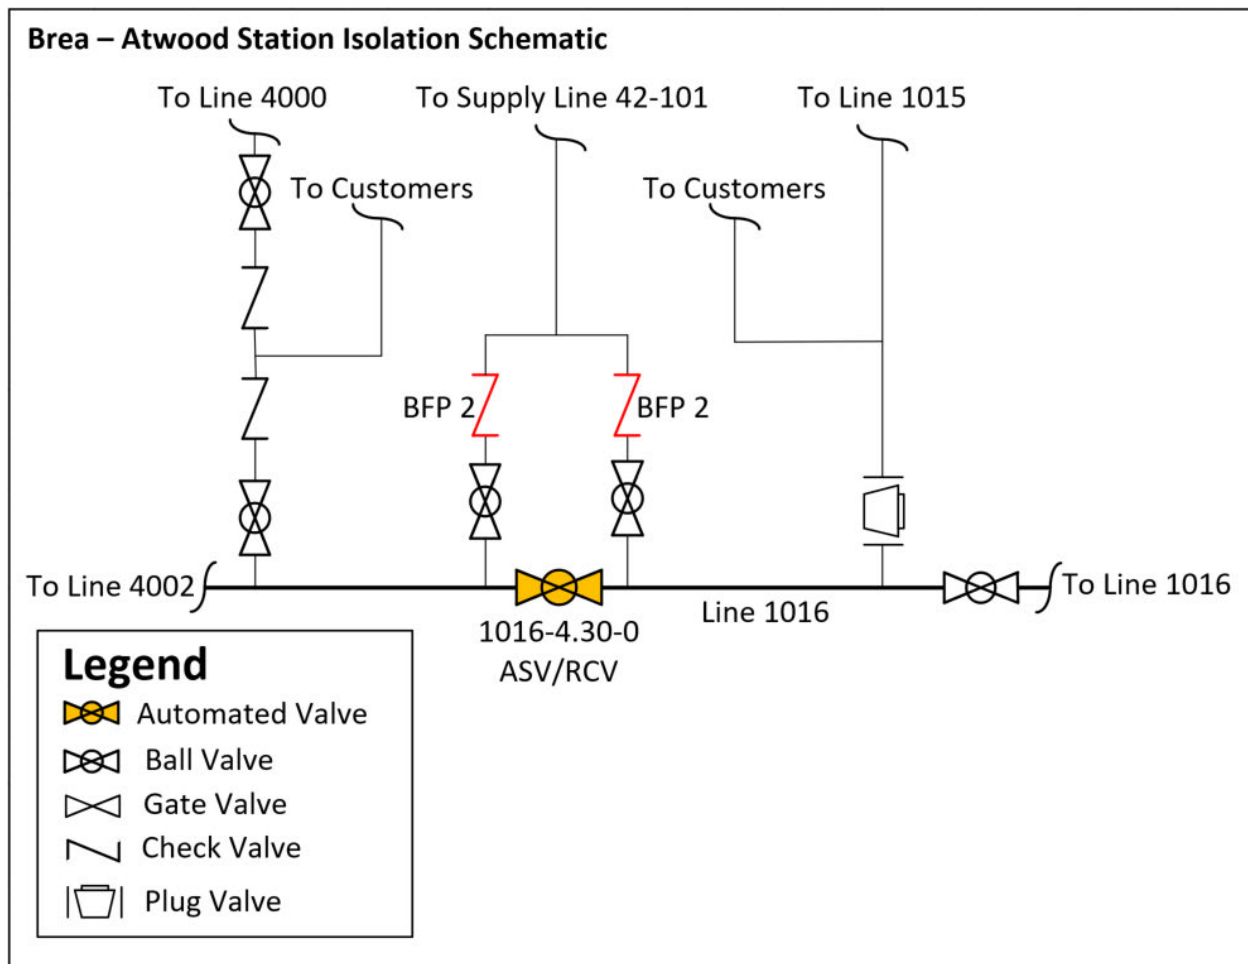 Brea – Atwood Station Isolation Schematic
To Line 4000
To Supply Line 42-101
To Line 1015
To Customers
To Customers
BFP 2
BFP 2
To Line 4002
To Line 1016
Line 1016
1016-4.30-0
ASV/RCV
Legend
Automated Valve
Ball Valve
Gate Valve
Check Valve
Plug Valve